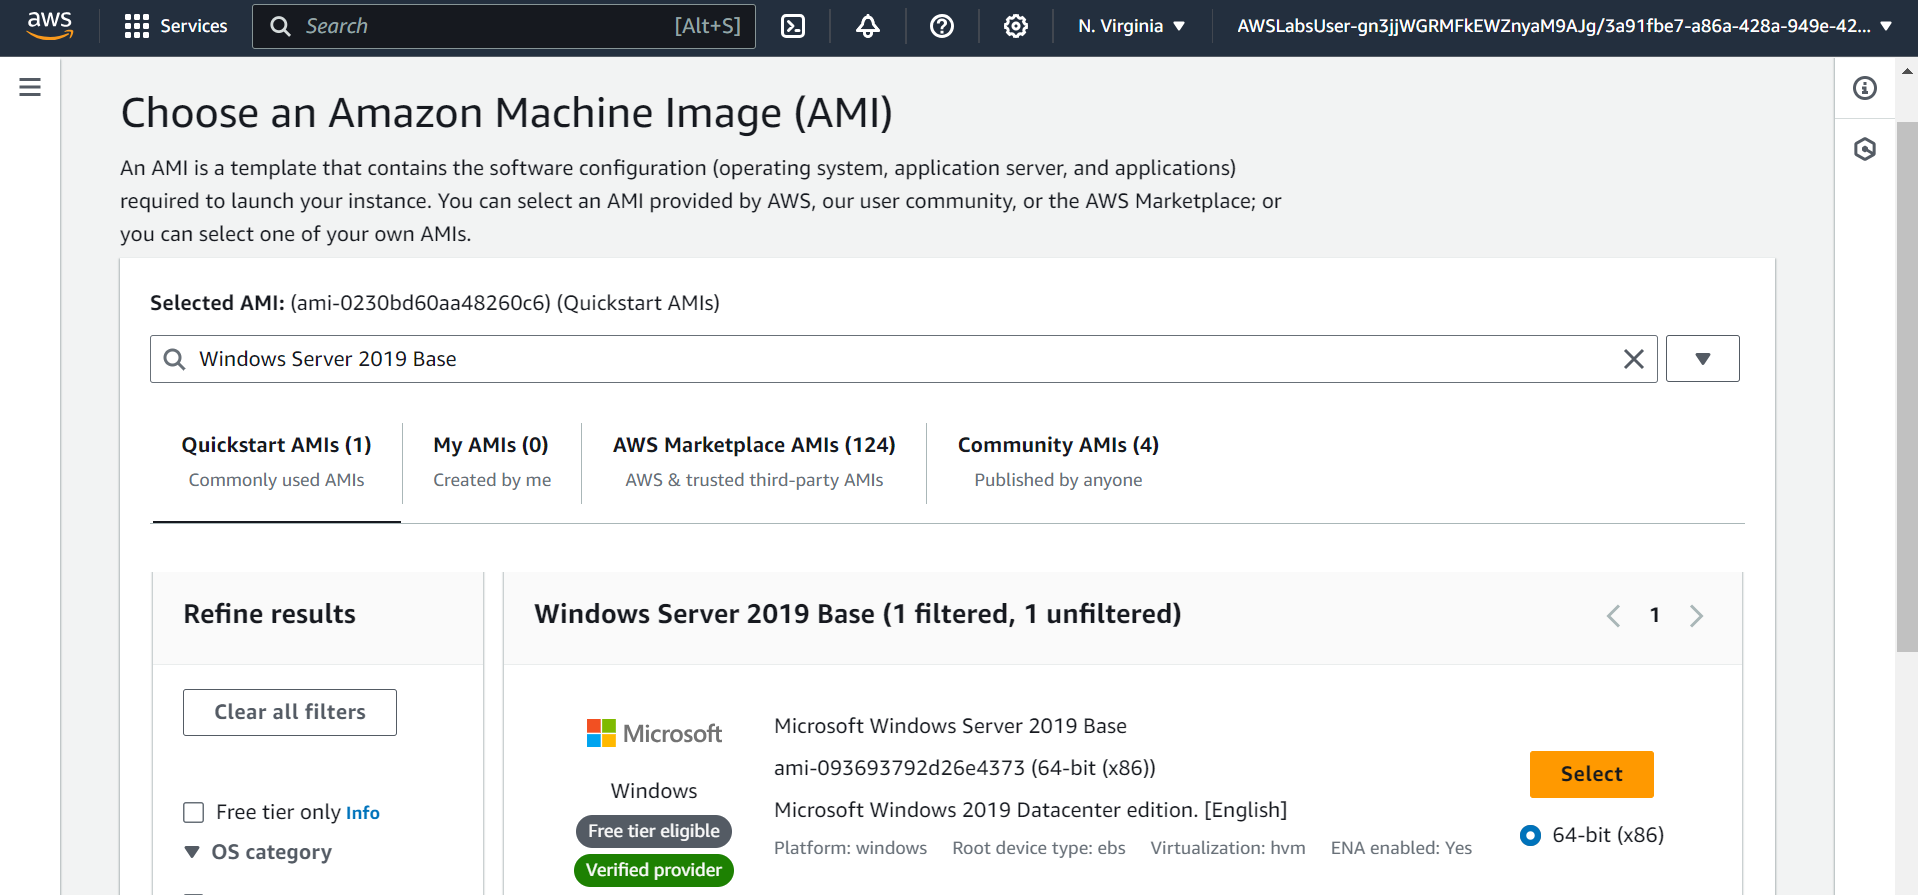 aws
Services
Search
[Alt+S]
N. Virginia
AWSLabsUser-gn3jjWGRMFkEWZnyaM9AJg/3a91fbe7-a86a-428a-949e-42...
Choose an Amazon Machine Image (AMI)
An AMI is a template that contains the software configuration (operating system, application server, and applications)
required to launch your instance. You can select an AMI provided by AWS, our user community, or the AWS Marketplace; or
you can select one of your own AMIs.
Selected AMI: (ami-0230bd60aa48260c6) (Quickstart AMIs)
Windows Server 2019 Base
Quickstart AMIs (1)
Commonly used AMIs
My AMIs (0)
Created by me
AWS Marketplace AMIs (124)
AWS & trusted third-party AMIs
Community AMIs (4)
Published by anyone
Refine results
Clear all filters
Free tier only Info
OS category
Windows Server 2019 Base (1 filtered, 1 unfiltered)
1
Microsoft
Windows
Free tier eligible
Verified provider
Microsoft Windows Server 2019 Base
ami-093693792d26e4373 (64-bit (x86))
Microsoft Windows 2019 Datacenter edition. [English]
Platform: windows
Root device type: ebs
Virtualization: hvm
ENA enabled: Yes
Select
64-bit (x86)